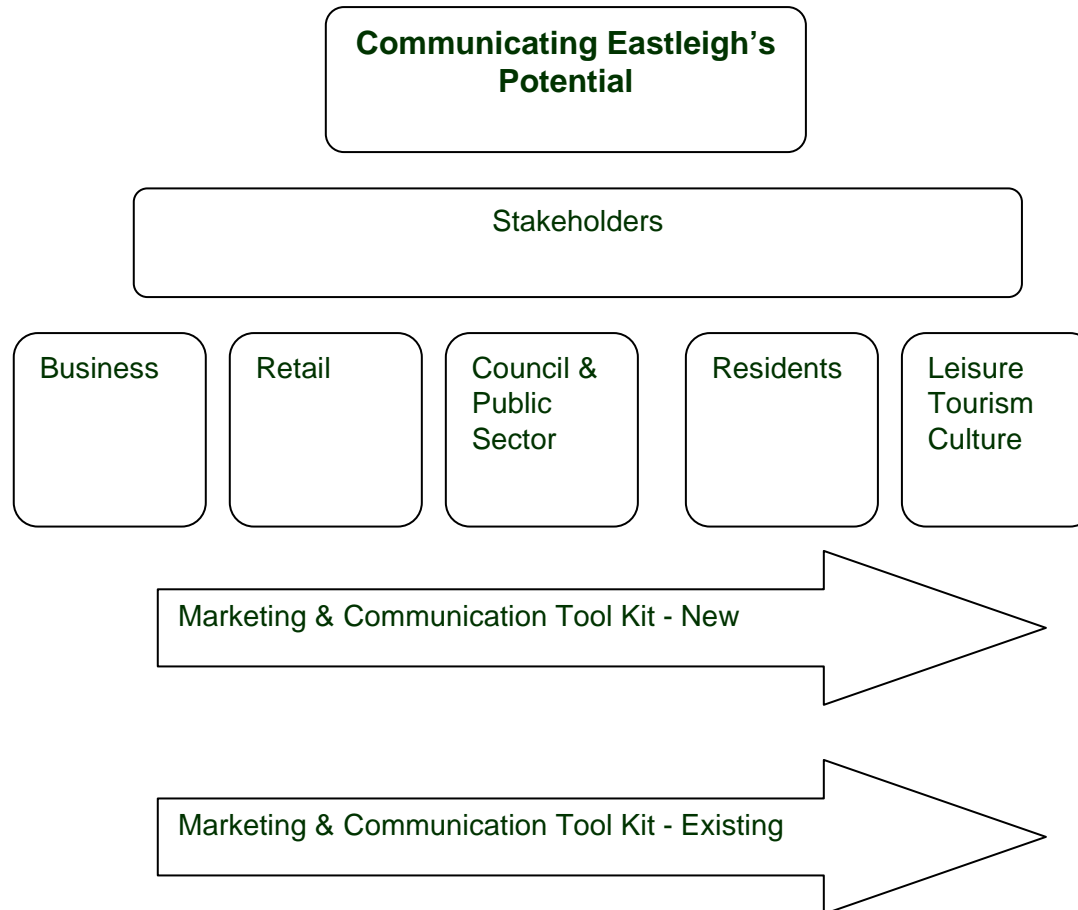 Communicating Eastleigh's
Potential
Stakeholders
Business
Retail
Council &
Public
Sector
Residents
Leisure
Tourism
Culture
Marketing & Communication Tool Kit - New
Marketing & Communication Tool Kit - Existing